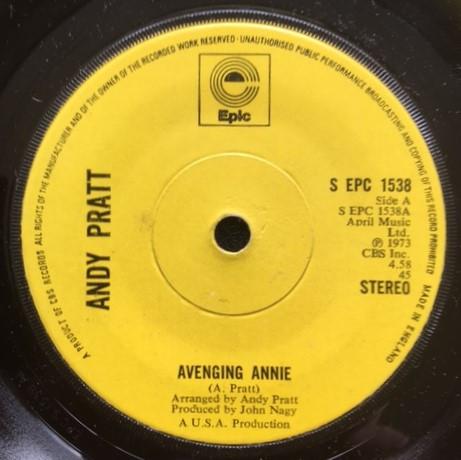 A PRODUCT OF CBS RECORDS ALL RIGHTS OF THE MANUFACTURER AND OF THE OWNER OF THE RECORDED WORK RESERVED · UNAUTHORISED PUBLIC PERFORMANCE BROADCASTING AND COPYING OF THIS RECORD PROHIBITED MADE IN ENGLAND
Epic
ANDY PRATT
S EPC 1538
Side A
S EPC 1538A
April Music
Ltd.
℗ 1973
CBS Inc.
4.58
45
STEREO
AVENGING ANNIE
(A. Pratt)
Arranged by Andy Pratt
Produced by John Nagy
A U.S.A. Production